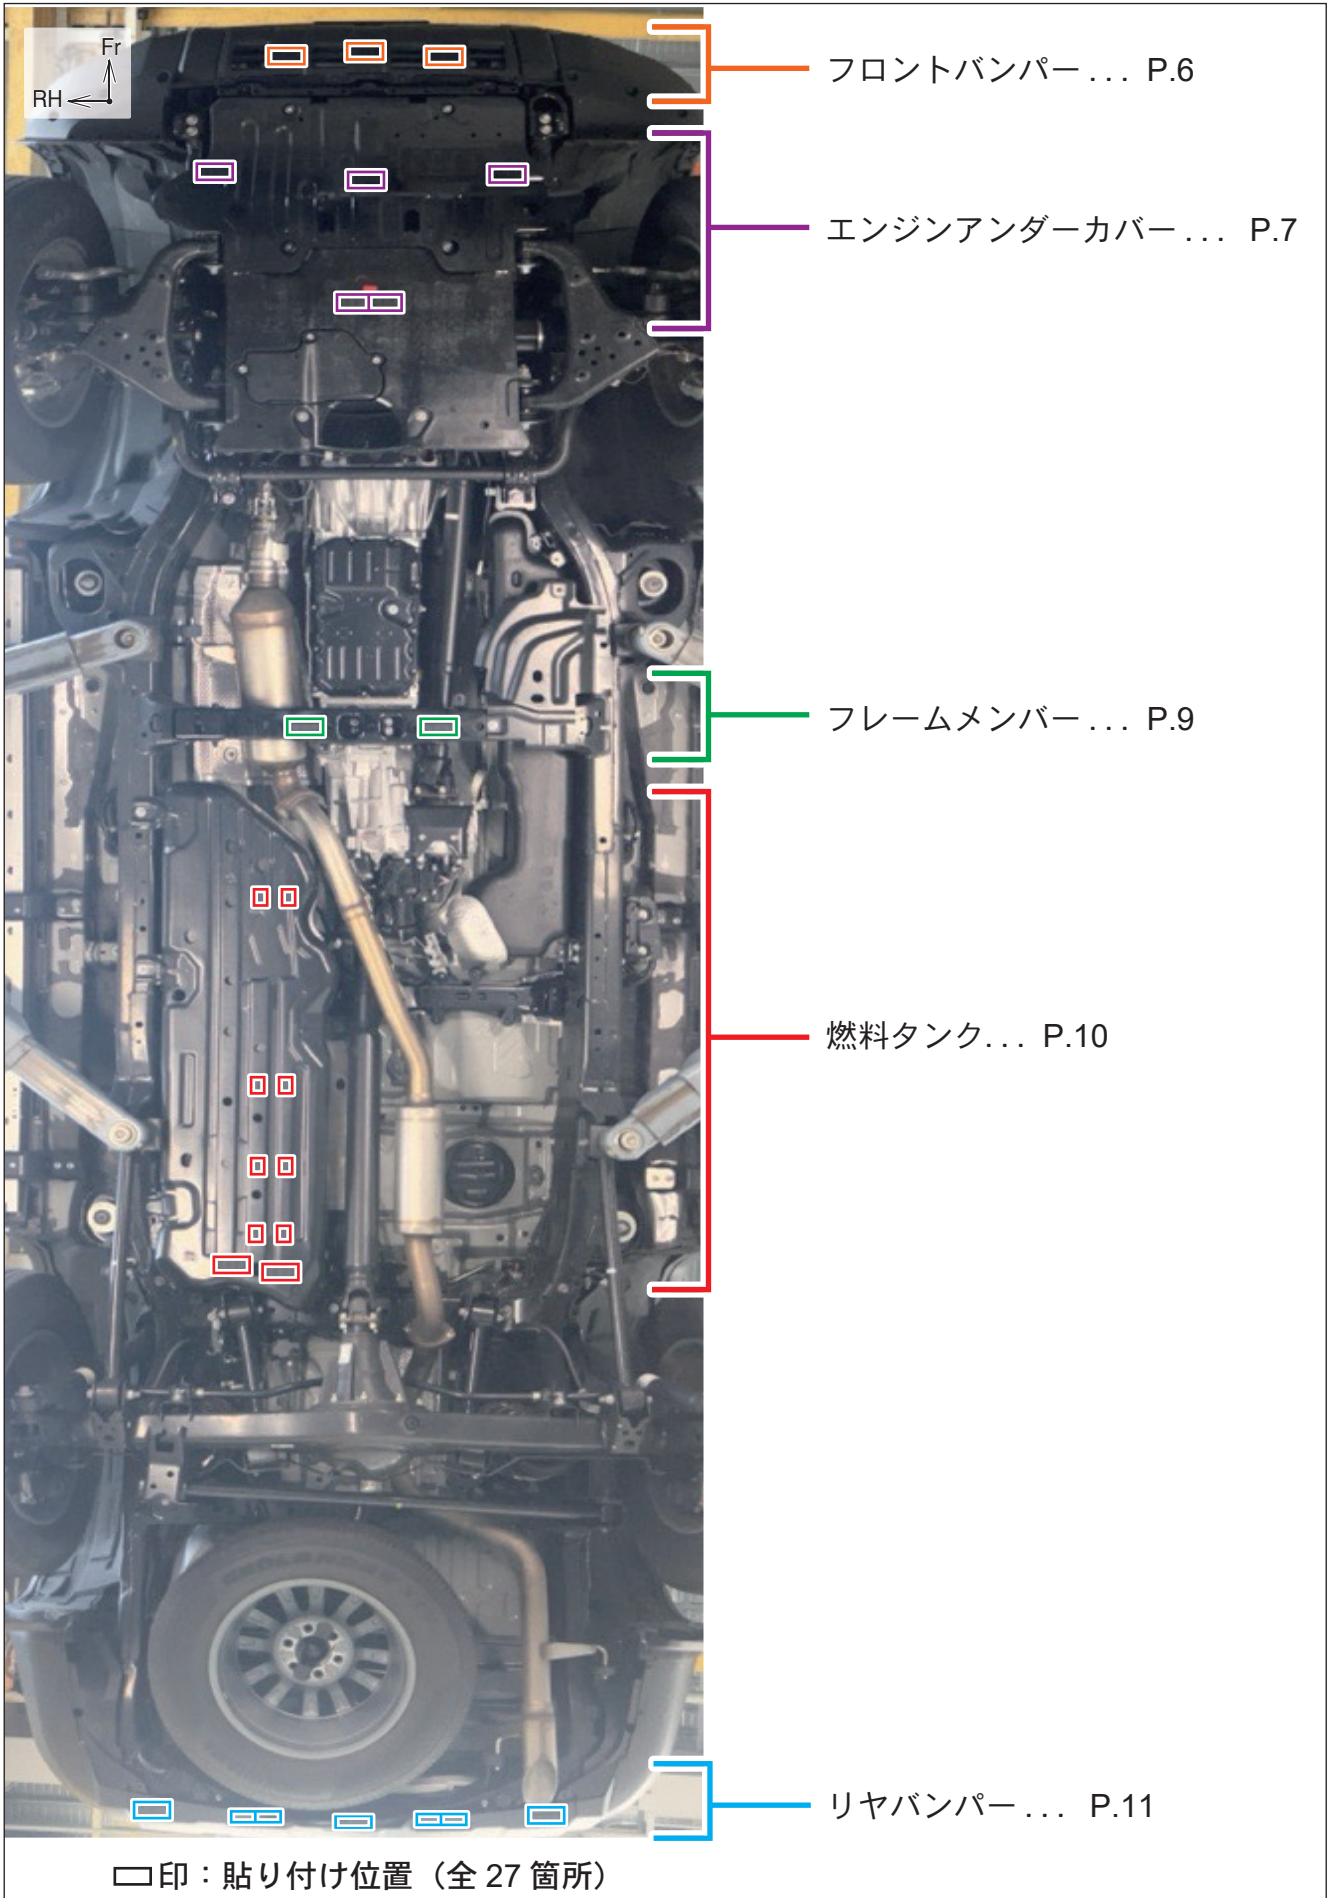 Fr
RH
フロントバンパー... P.6
エンジンアンダーカバー... P.7
フレームメンバー... P.9
燃料タンク... P.10
リヤバンパー... P.11
印：貼り付け位置（全 27 箇所）